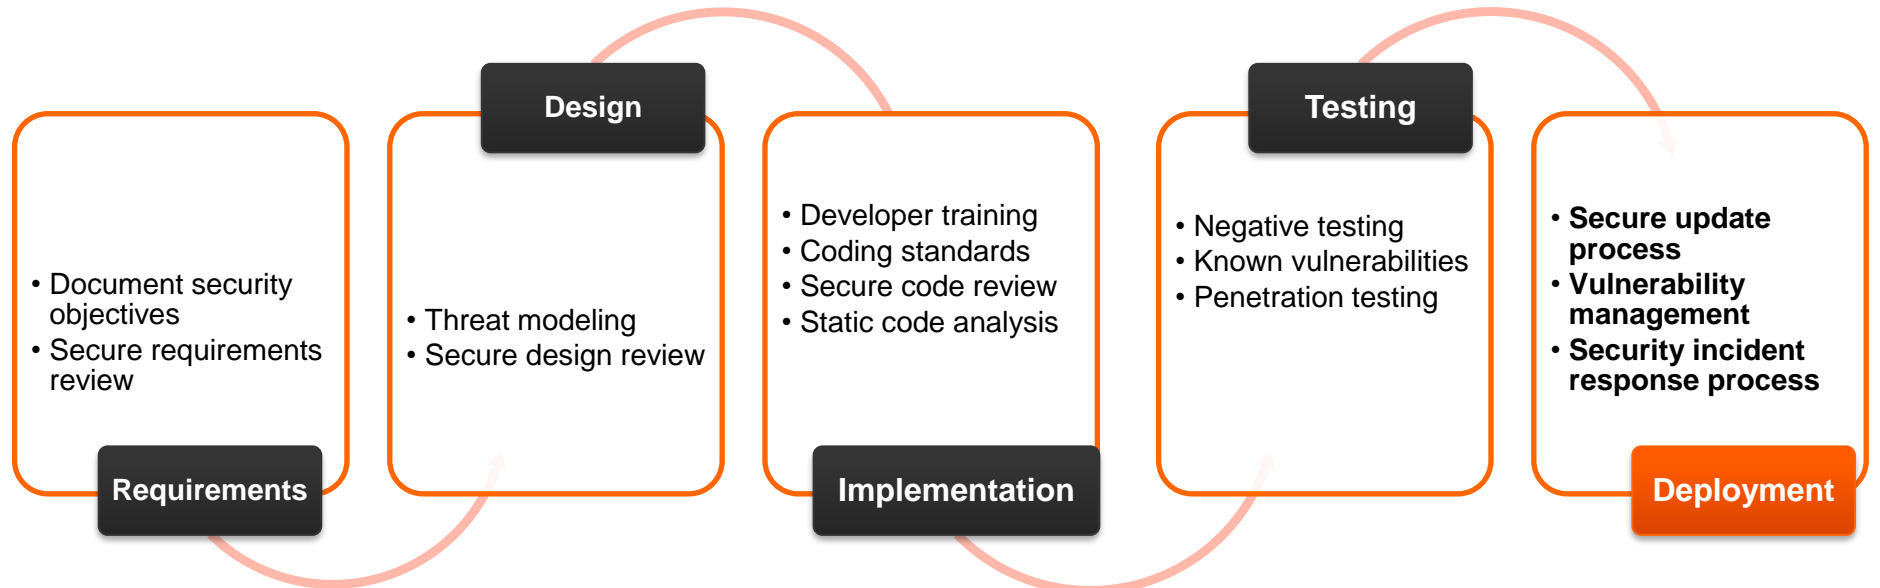 • Document security
objectives
• Secure requirements
review
Requirements
Design
• Threat modeling
• Secure design review
• Developer training
• Coding standards
• Secure code review
• Static code analysis
Implementation
Testing
• Negative testing
• Known vulnerabilities
• Penetration testing
• Secure update
process
• Vulnerability
management
• Security incident
response process
Deployment